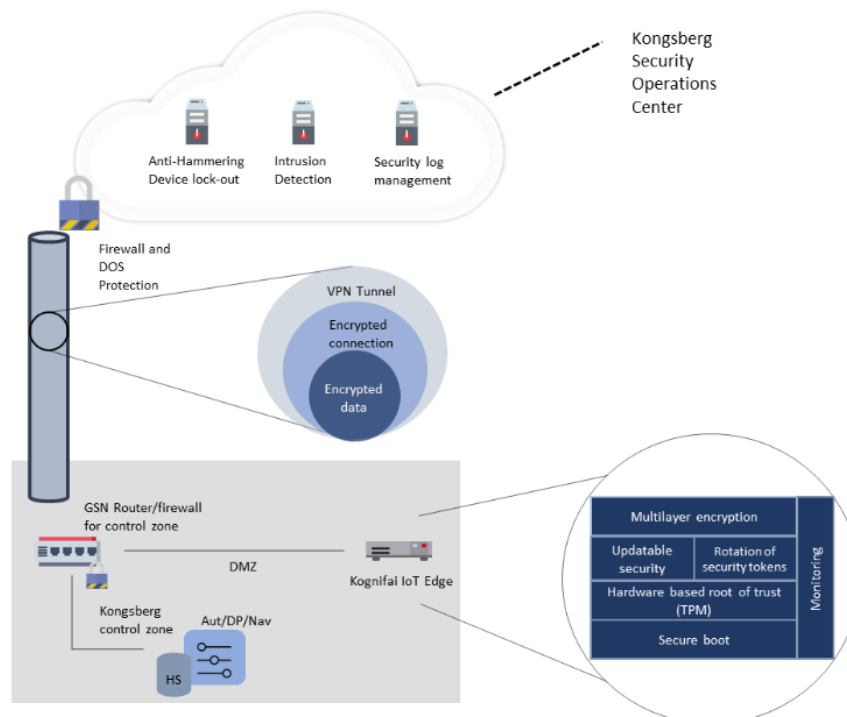 Kongsberg
Security
Operations
Center
Anti-Hammering
Device lock-out
Intrusion
Detection
Security log
management
Firewall and
DOS
Protection
VPN Tunnel
Encrypted
connection
Encrypted
data
GSN Router/firewall
for control zone
DMZ
Kognifai IoT Edge
Kongsberg
control zone
Aut/DP/Nav
HS
Multilayer encryption
Updatable
security
Rotation of
security tokens
Hardware based root of trust
(TPM)
Secure boot
Monitoring